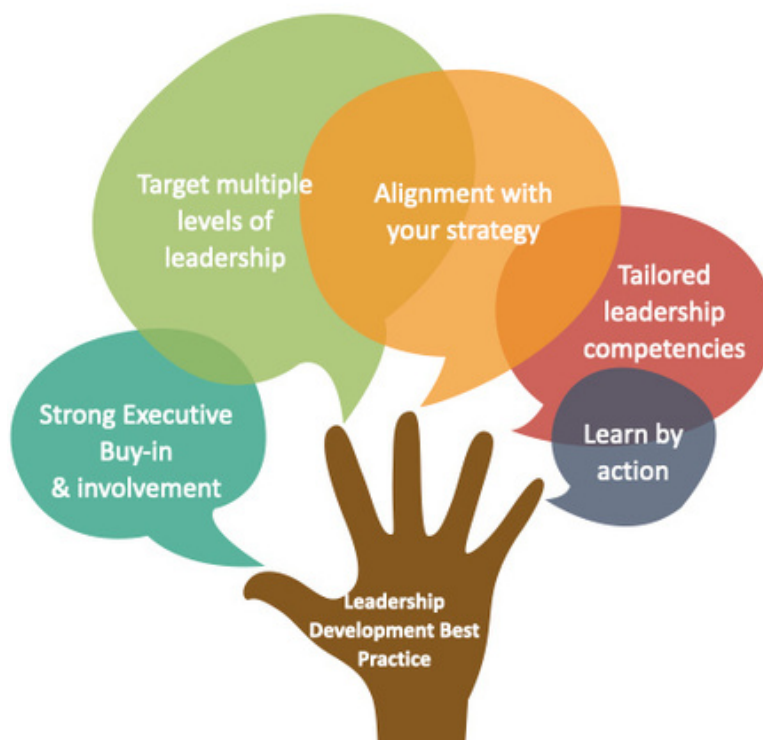 Target multiple
levels of
leadership
Alignment with
your strategy
Tailored
leadership
competencies
Strong Executive
Buy-in
& involvement
Learn by
action
Leadership
Development Best
Practice